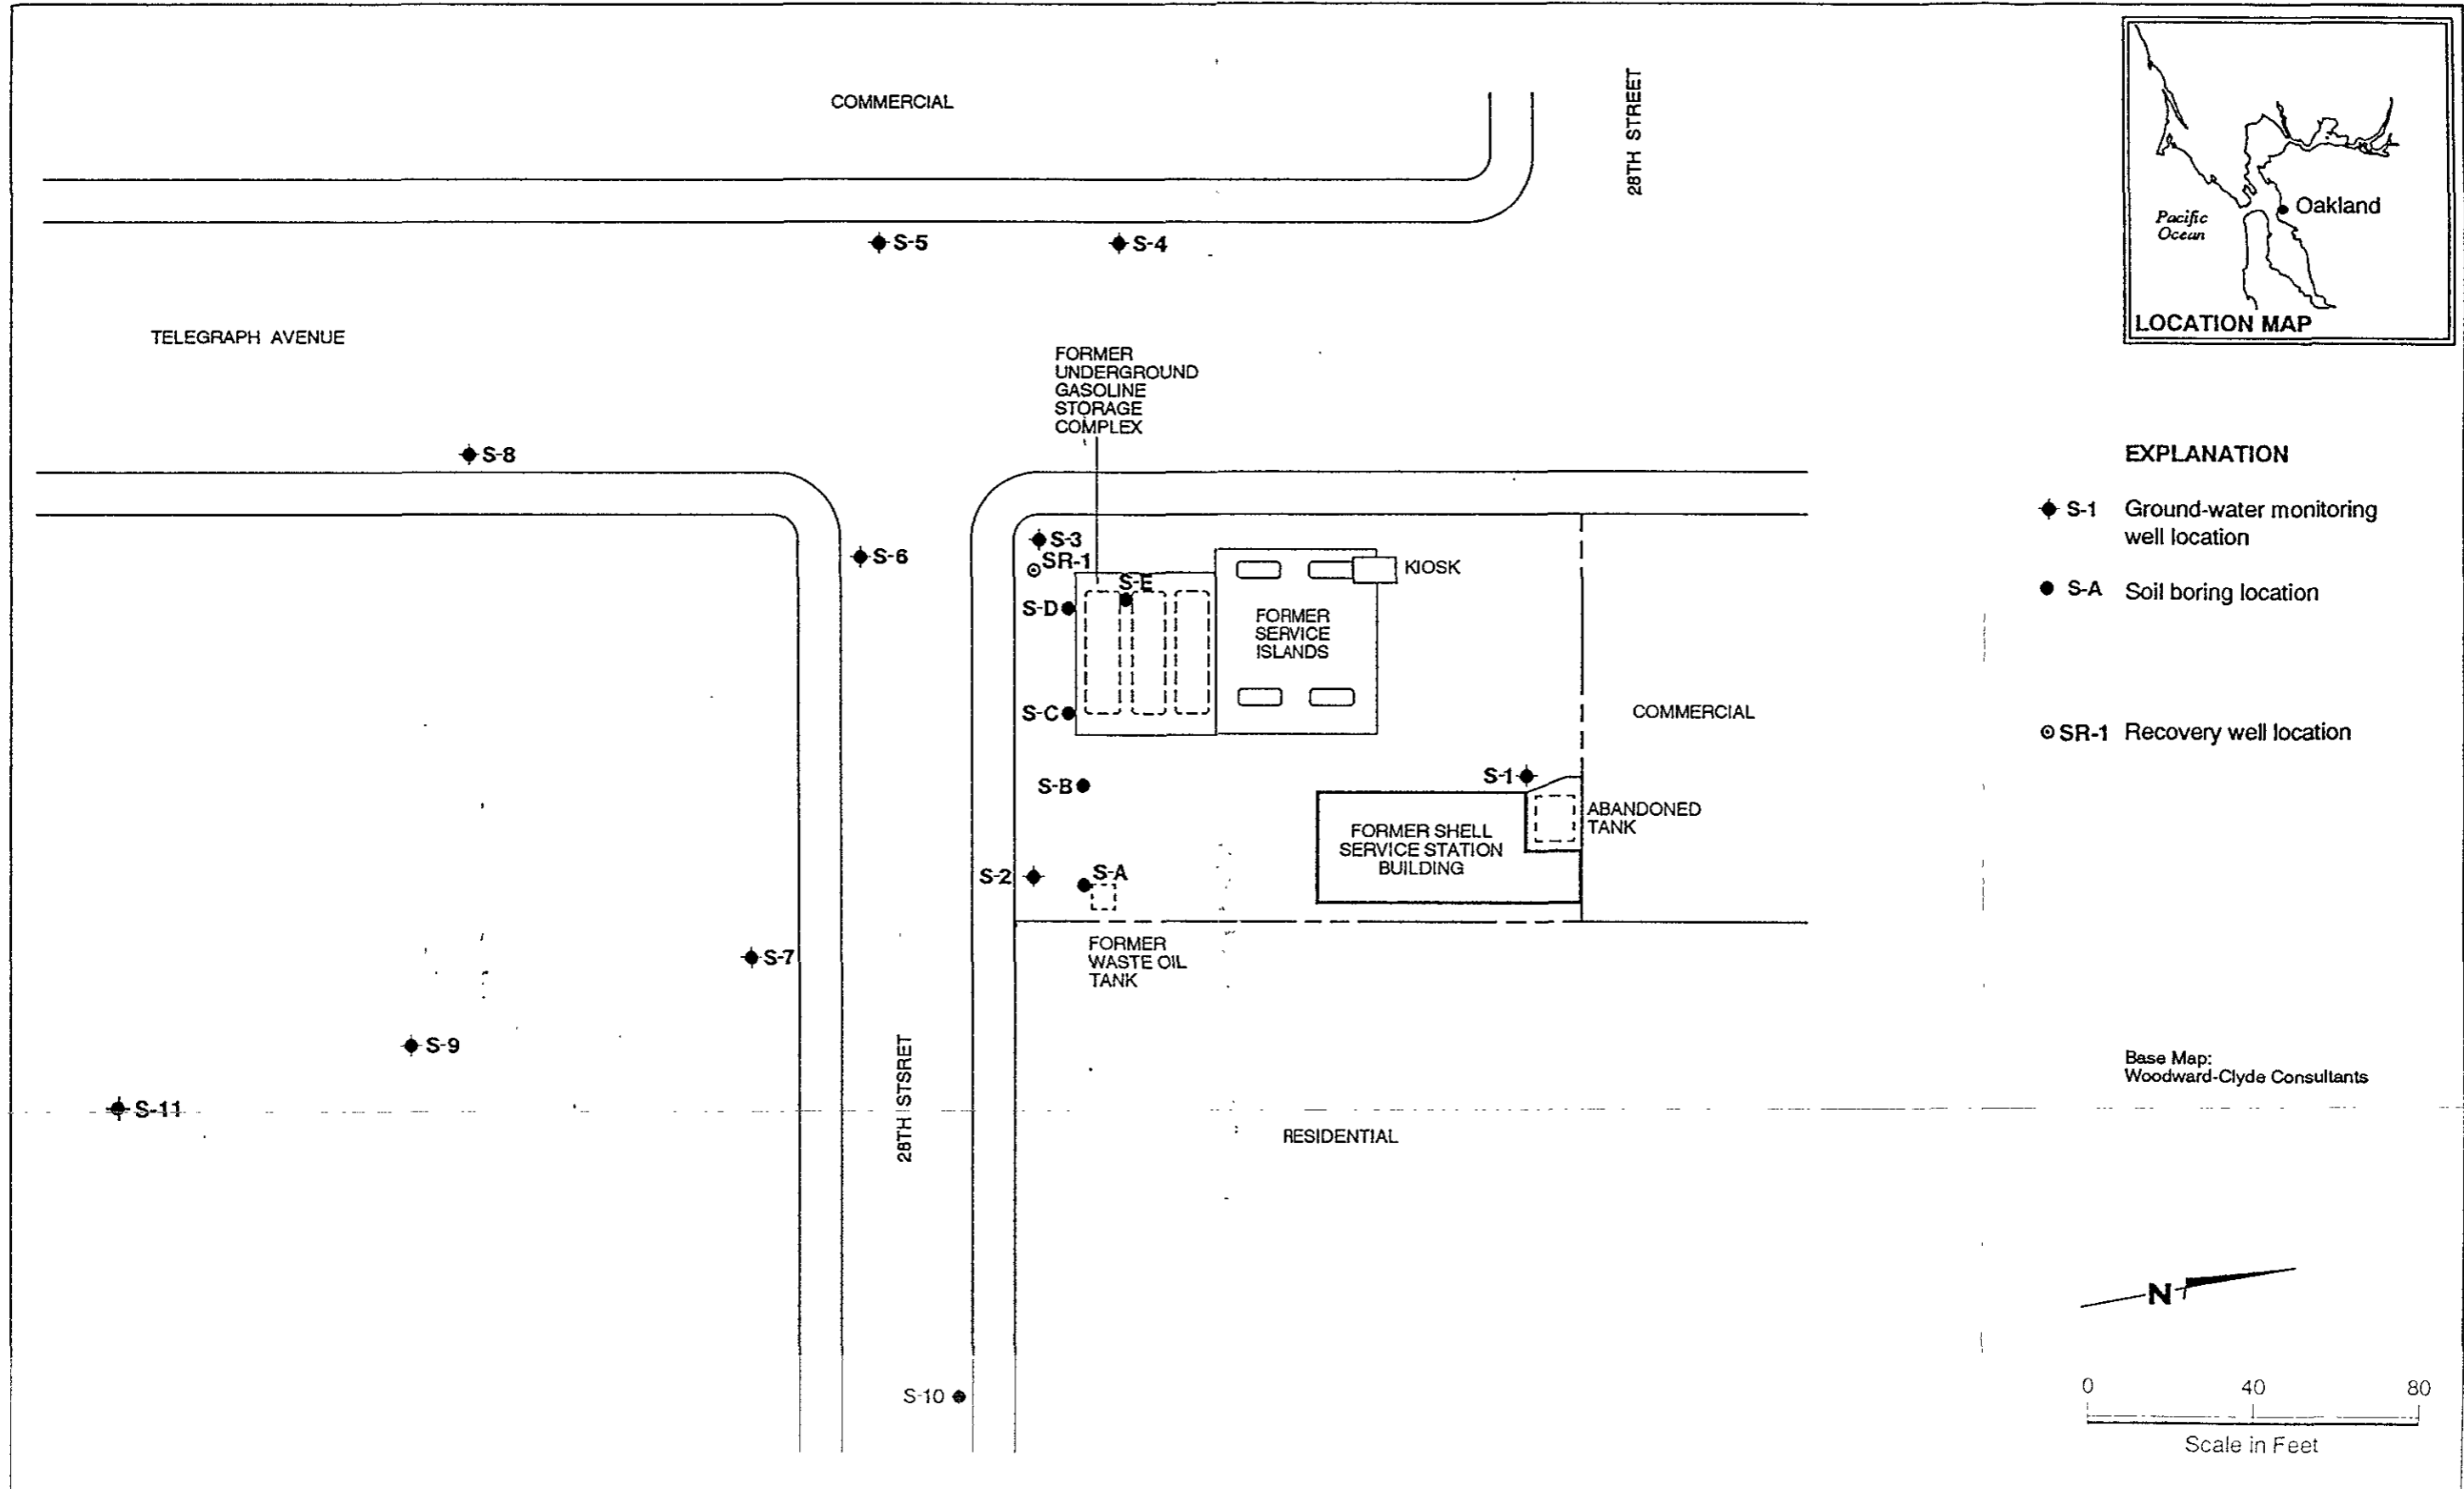 COMMERCIAL
28TH STREET
S-5
S-4
TELEGRAPH AVENUE
FORMER
UNDERGROUND
GASOLINE
STORAGE
COMPLEX
S-8
S-6
S-3
SR-1
S-E
S-D
KIOSK
FORMER
SERVICE
ISLANDS
S-C
COMMERCIAL
S-B
S-1
ABANDONED
TANK
FORMER SHELL
SERVICE STATION
BUILDING
S-2
S-A
FORMER
WASTE OIL
TANK
S-7
S-9
S-11
28TH STSRET
RESIDENTIAL
S-10
Pacific
Ocean
Oakland
LOCATION MAP
EXPLANATION
S-1 Ground-water monitoring
well location
S-A Soil boring location
SR-1 Recovery well location
Base Map:
Woodward-Clyde Consultants
N
0 40 80
Scale in Feet